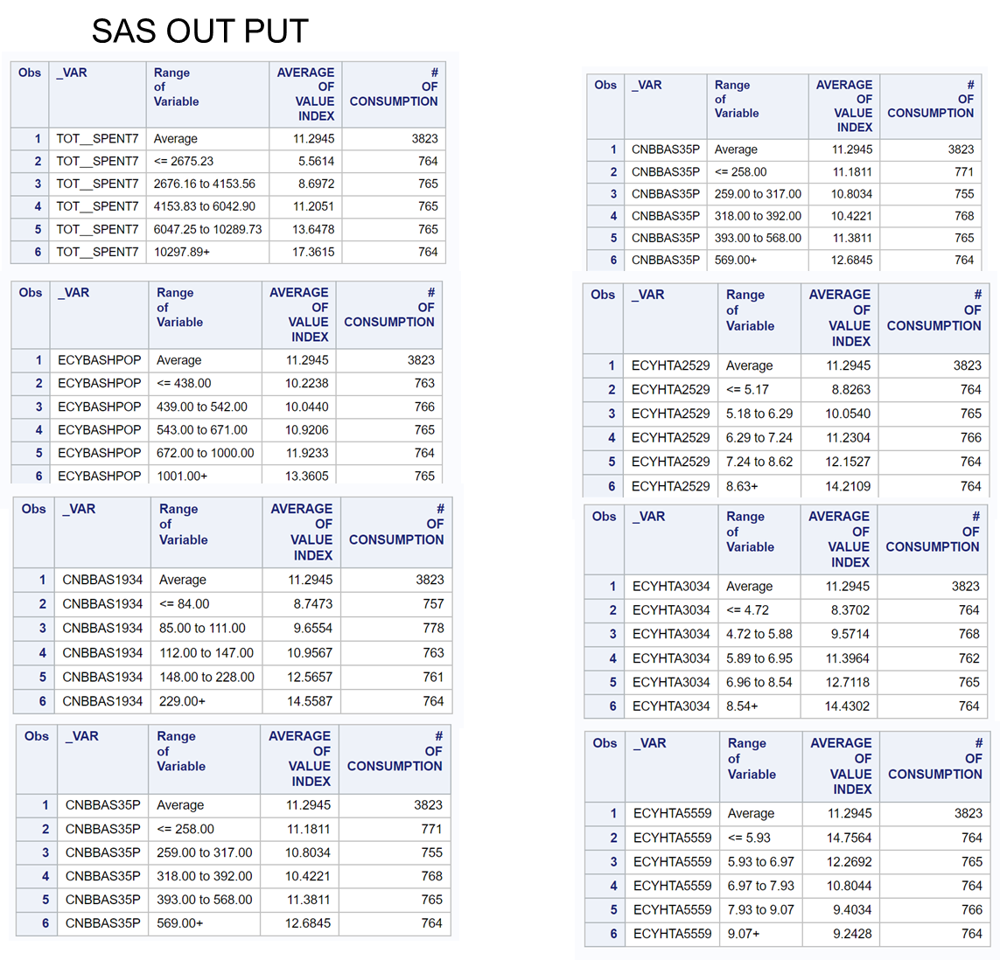 SAS OUT PUT
Obs _VAR Range of Variable AVERAGE OF VALUE INDEX # OF CONSUMPTION
1 TOT__SPENT7 Average 11.2945 3823
2 TOT__SPENT7 <= 2675.23 5.5614 764
3 TOT__SPENT7 2676.16 to 4153.56 8.6972 765
4 TOT__SPENT7 4153.83 to 6042.90 11.2051 765
5 TOT__SPENT7 6047.25 to 10289.73 13.6478 765
6 TOT__SPENT7 10297.89+ 17.3615 764
Obs _VAR Range of Variable AVERAGE OF VALUE INDEX # OF CONSUMPTION
1 ECYBASHPOP Average 11.2945 3823
2 ECYBASHPOP <= 438.00 10.2238 763
3 ECYBASHPOP 439.00 to 542.00 10.0440 766
4 ECYBASHPOP 543.00 to 671.00 10.9206 765
5 ECYBASHPOP 672.00 to 1000.00 11.9233 764
6 ECYBASHPOP 1001.00+ 13.3605 765
Obs _VAR Range of Variable AVERAGE OF VALUE INDEX # OF CONSUMPTION
1 CNBBAS1934 Average 11.2945 3823
2 CNBBAS1934 <= 84.00 8.7473 757
3 CNBBAS1934 85.00 to 111.00 9.6554 778
4 CNBBAS1934 112.00 to 147.00 10.9567 763
5 CNBBAS1934 148.00 to 228.00 12.5657 761
6 CNBBAS1934 229.00+ 14.5587 764
Obs _VAR Range of Variable AVERAGE OF VALUE INDEX # OF CONSUMPTION
1 CNBBAS35P Average 11.2945 3823
2 CNBBAS35P <= 258.00 11.1811 771
3 CNBBAS35P 259.00 to 317.00 10.8034 755
4 CNBBAS35P 318.00 to 392.00 10.4221 768
5 CNBBAS35P 393.00 to 568.00 11.3811 765
6 CNBBAS35P 569.00+ 12.6845 764
Obs _VAR Range of Variable AVERAGE OF VALUE INDEX # OF CONSUMPTION
1 CNBBAS35P Average 11.2945 3823
2 CNBBAS35P <= 258.00 11.1811 771
3 CNBBAS35P 259.00 to 317.00 10.8034 755
4 CNBBAS35P 318.00 to 392.00 10.4221 768
5 CNBBAS35P 393.00 to 568.00 11.3811 765
6 CNBBAS35P 569.00+ 12.6845 764
Obs _VAR Range of Variable AVERAGE OF VALUE INDEX # OF CONSUMPTION
1 ECYHTA2529 Average 11.2945 3823
2 ECYHTA2529 <= 5.17 8.8263 764
3 ECYHTA2529 5.18 to 6.29 10.0540 765
4 ECYHTA2529 6.29 to 7.24 11.2304 766
5 ECYHTA2529 7.24 to 8.62 12.1527 764
6 ECYHTA2529 8.63+ 14.2109 764
Obs _VAR Range of Variable AVERAGE OF VALUE INDEX # OF CONSUMPTION
1 ECYHTA3034 Average 11.2945 3823
2 ECYHTA3034 <= 4.72 8.3702 764
3 ECYHTA3034 4.72 to 5.88 9.5714 768
4 ECYHTA3034 5.89 to 6.95 11.3964 762
5 ECYHTA3034 6.96 to 8.54 12.7118 765
6 ECYHTA3034 8.54+ 14.4302 764
Obs _VAR Range of Variable AVERAGE OF VALUE INDEX # OF CONSUMPTION
1 ECYHTA5559 Average 11.2945 3823
2 ECYHTA5559 <= 5.93 14.7564 764
3 ECYHTA5559 5.93 to 6.97 12.2692 765
4 ECYHTA5559 6.97 to 7.93 10.8044 764
5 ECYHTA5559 7.93 to 9.07 9.4034 766
6 ECYHTA5559 9.07+ 9.2428 764